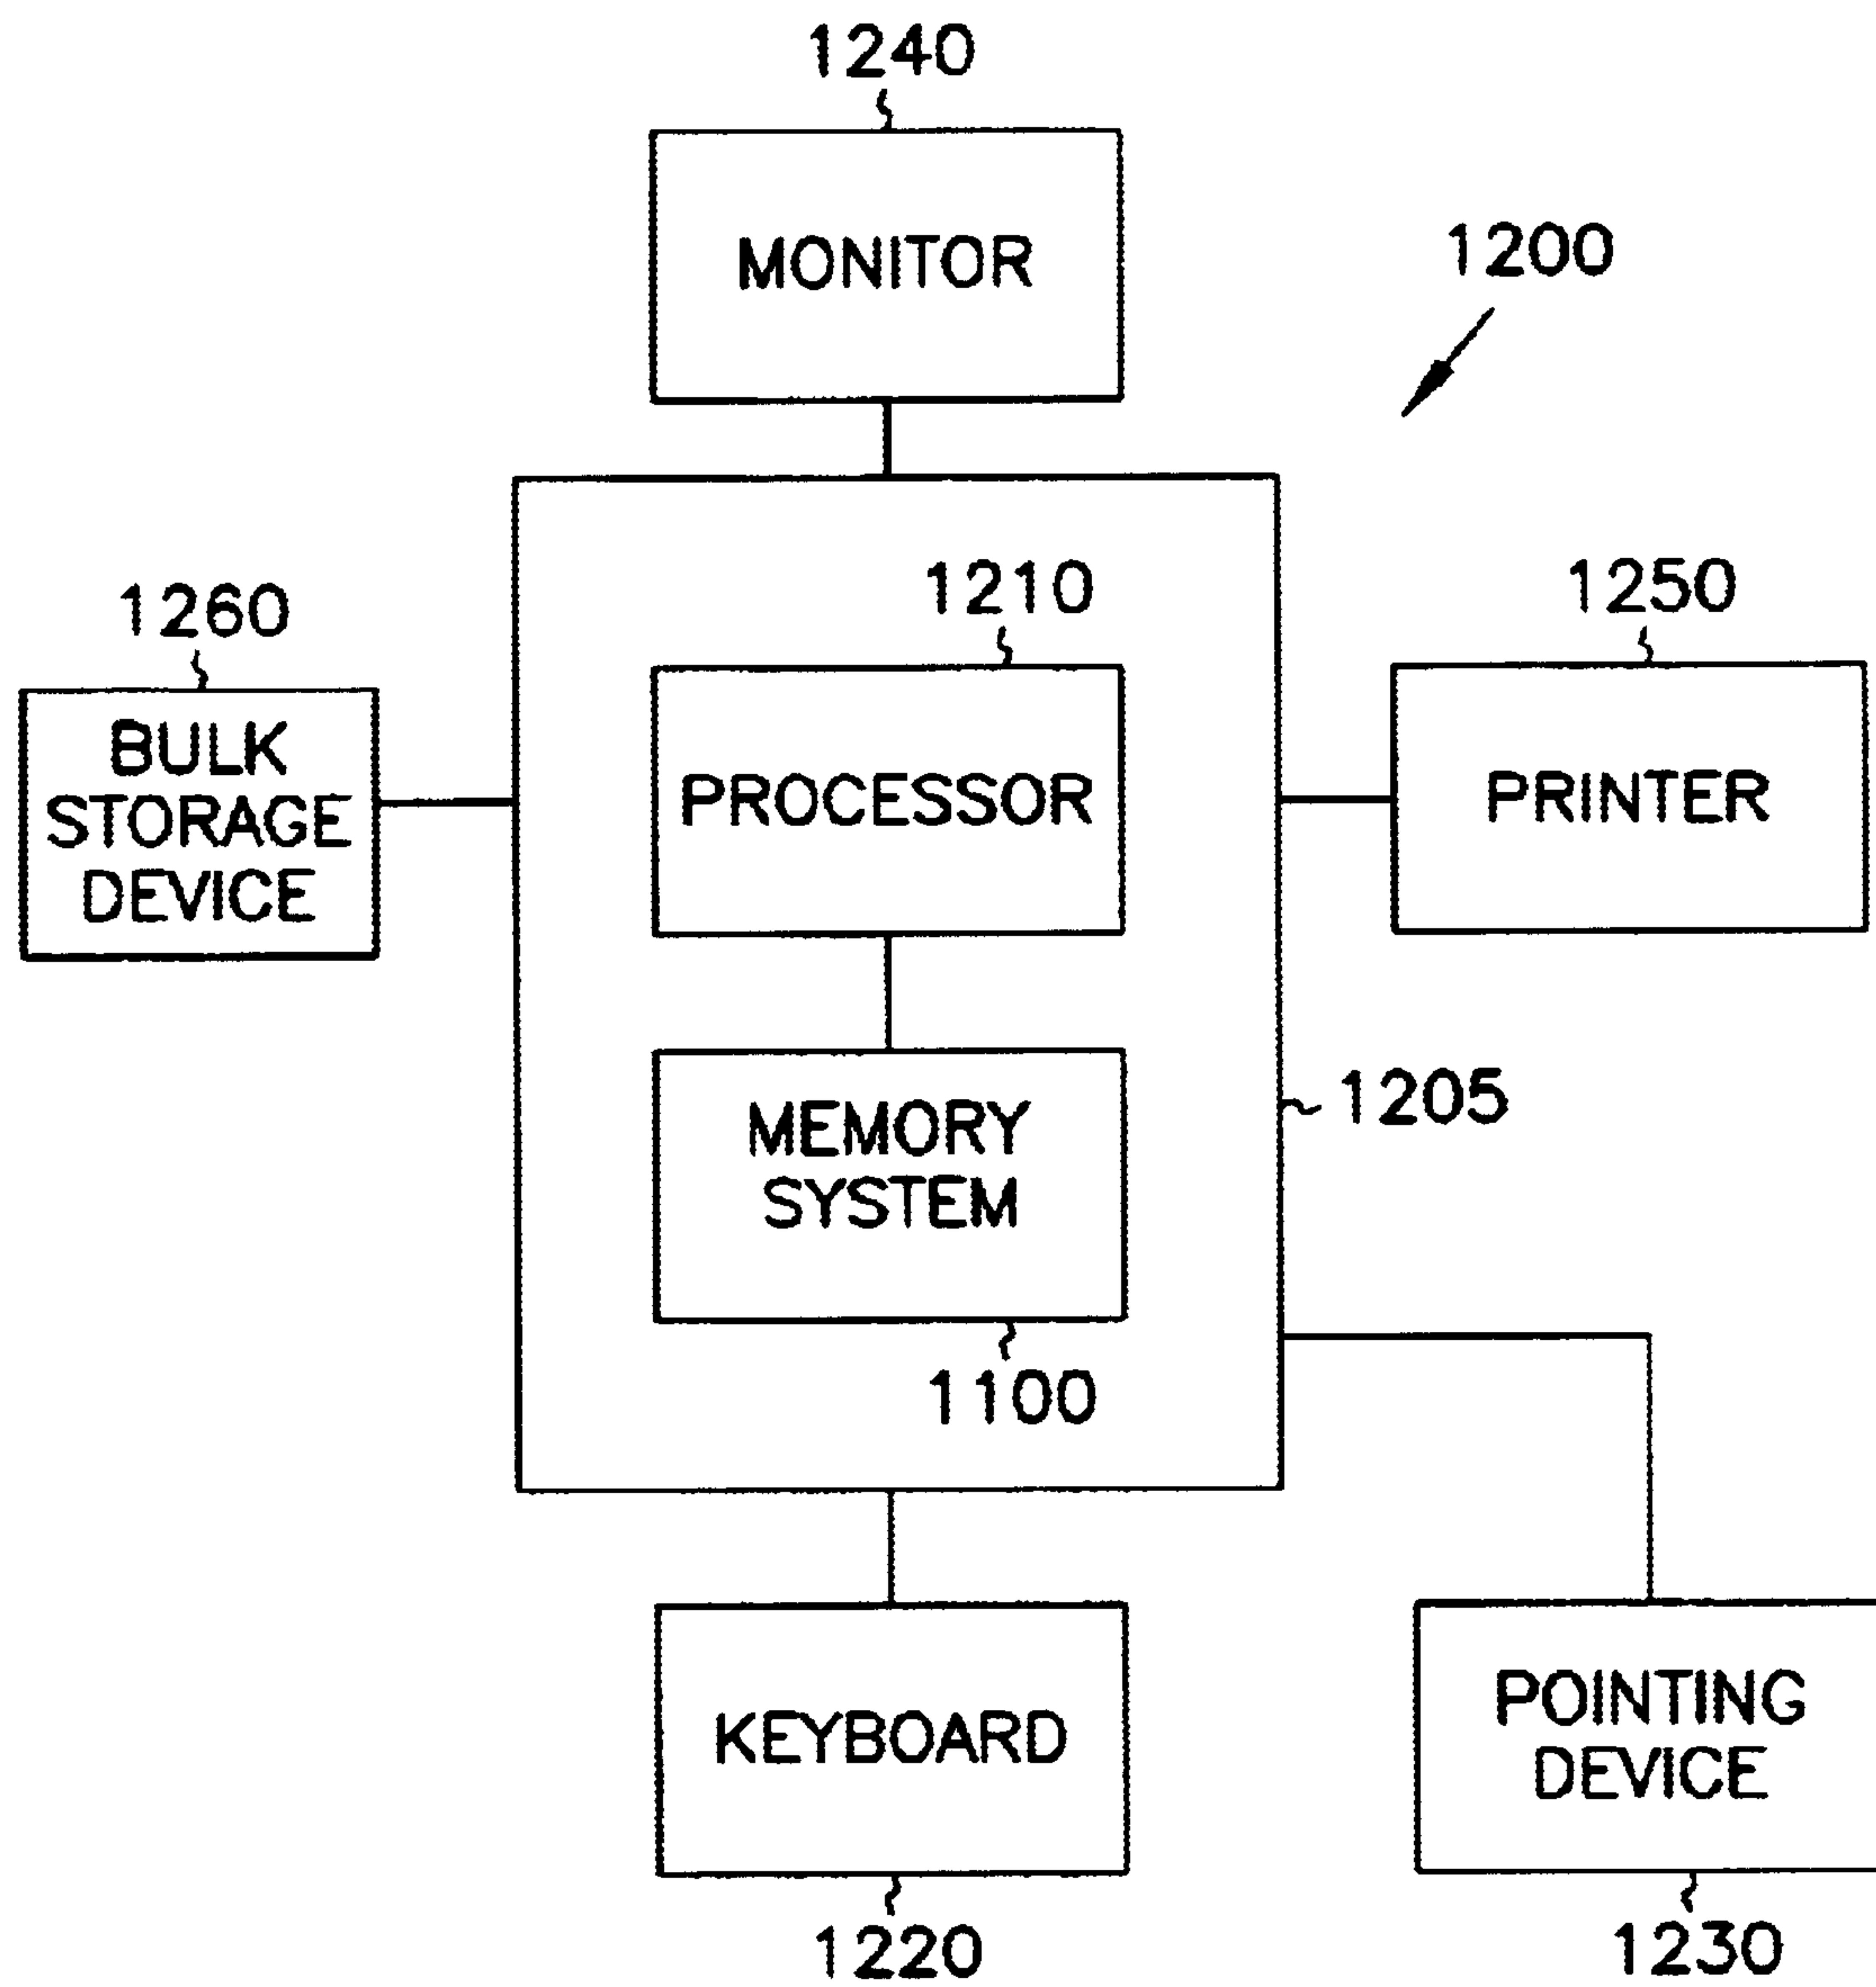 1240
MONITOR
1200
1210
1250
1260
BULK
STORAGE
DEVICE
PROCESSOR
PRINTER
MEMORY
SYSTEM
1205
1100
KEYBOARD
POINTING
DEVICE
1220
1230